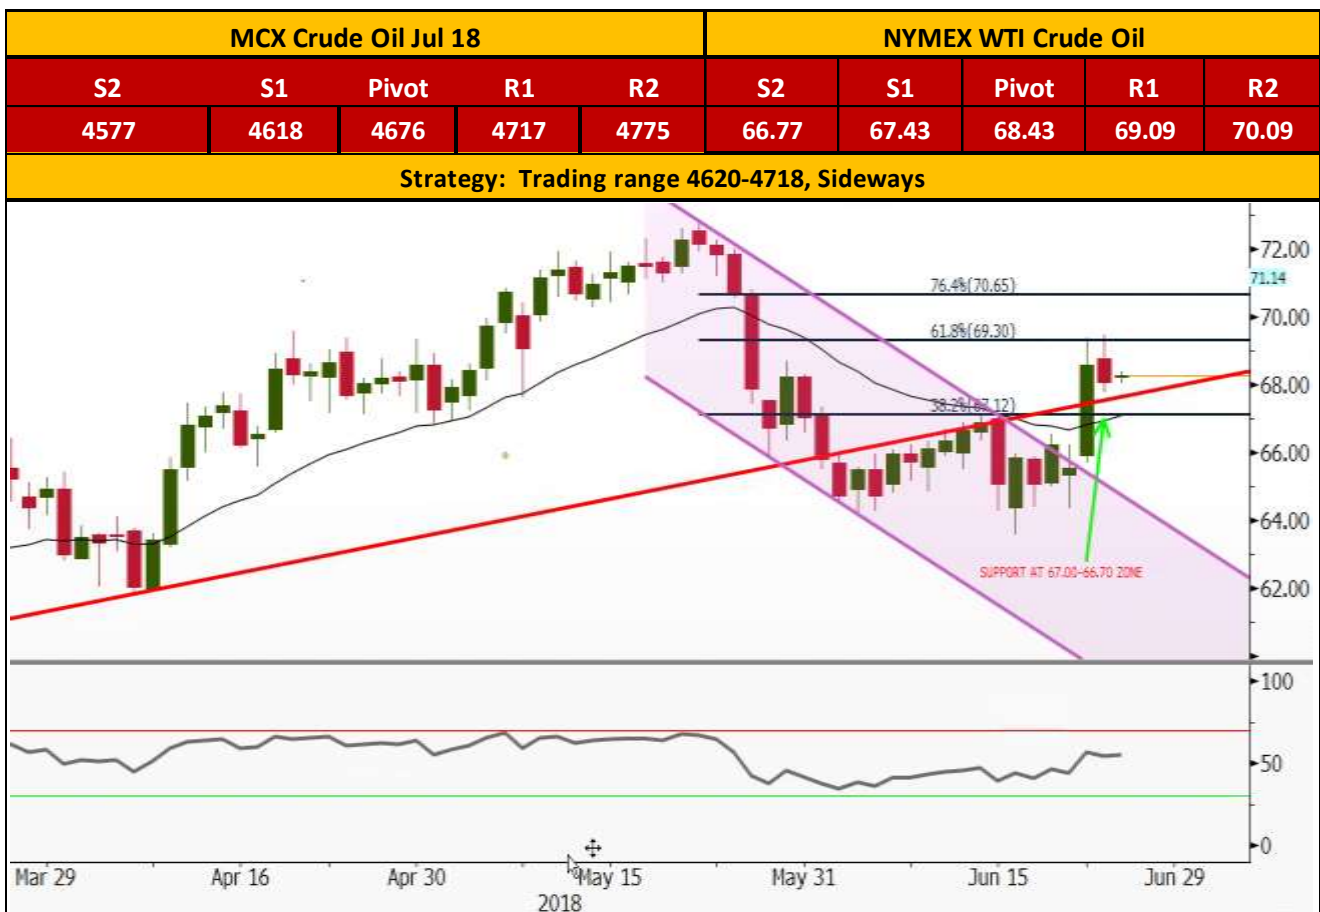 MCX Crude Oil Jul 18 NYMEX WTI Crude Oil
S2 S1 Pivot R1 R2 S2 S1 Pivot R1 R2
4577 4618 4676 4717 4775 66.77 67.43 68.43 69.09 70.09
Strategy: Trading range 4620-4718, Sideways
72.00
71.14
76.4%(70.65)
70.00
61.8%(69.30)
68.00
38.2%(67.12)
66.00
64.00
SUPPORT AT 67.00-66.70 ZONE
62.00
100
50
0
Mar 29 Apr 16 Apr 30 May 15 May 31 Jun 15 Jun 29
2018